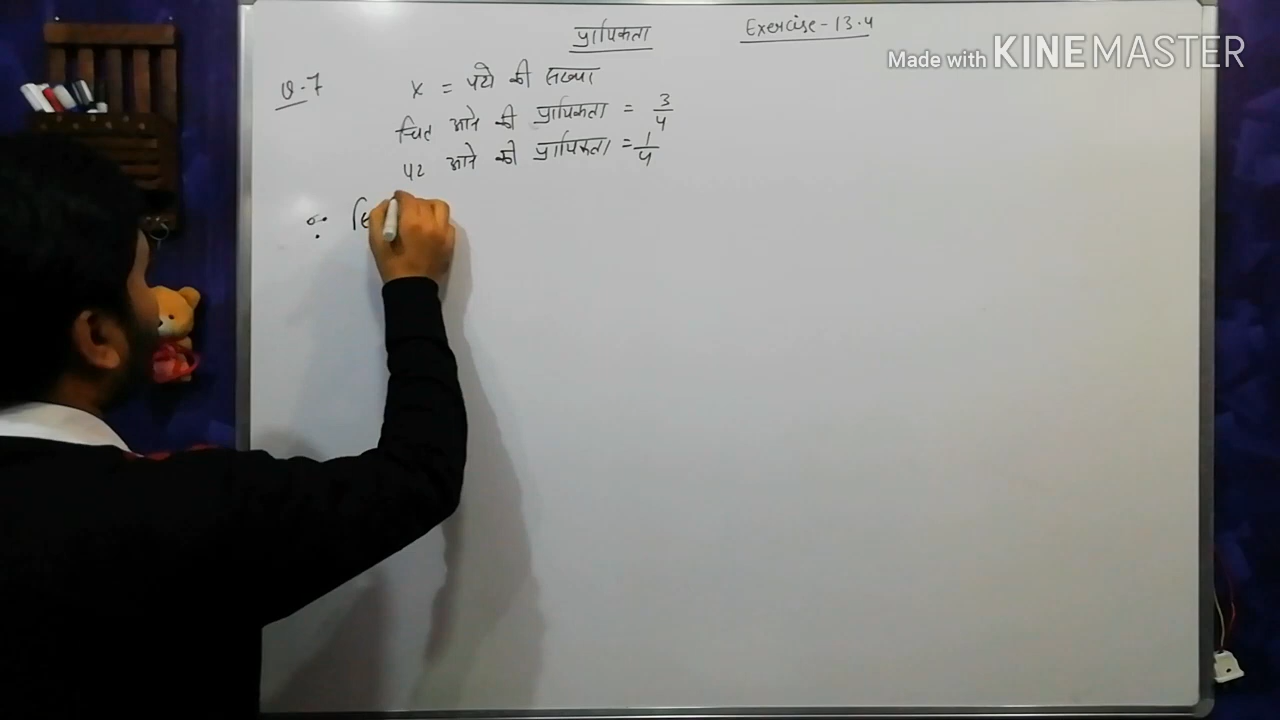 प्रायिकता Exercise-13.4
Made with KINEMASTER
Q.7 X = पटो की संख्या
चित आने की प्रायिकता = 3/4
पट आने की प्रायिकता = 1/4